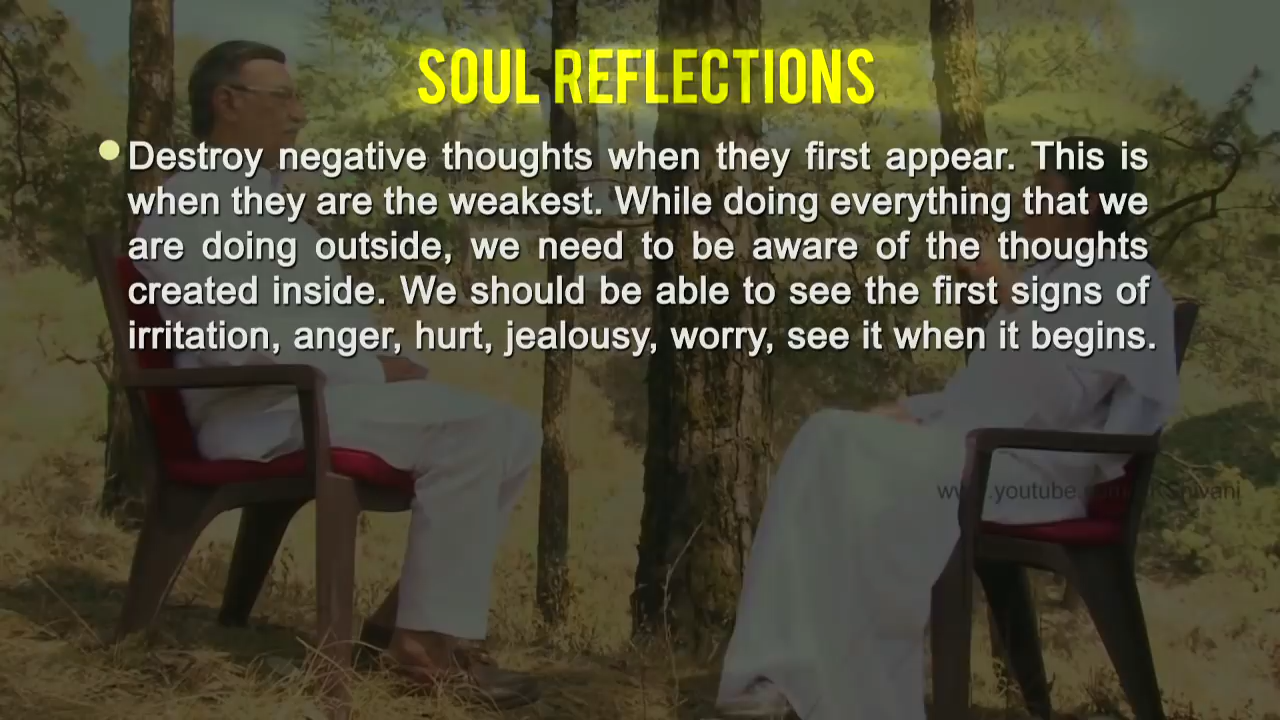 SOUL REFLECTIONS
• Destroy negative thoughts when they first appear. This is
when they are the weakest. While doing everything that we
are doing outside, we need to be aware of the thoughts
created inside. We should be able to see the first signs of
irritation, anger, hurt, jealousy, worry, see it when it begins.